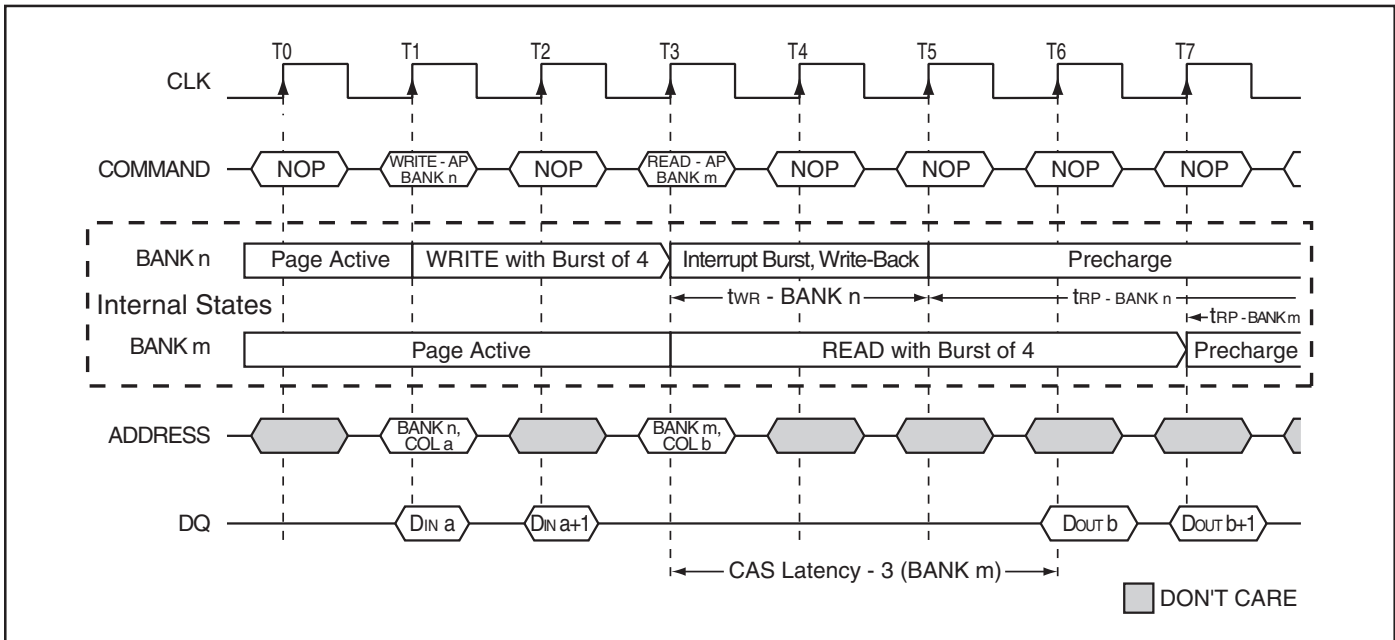 T0 T1 T2 T3 T4 T5 T6 T7
CLK
COMMAND NOP WRITE - AP BANK n NOP READ - AP BANK m NOP NOP NOP NOP
BANK n Page Active WRITE with Burst of 4 Interrupt Burst, Write-Back Precharge
Internal States tWR - BANK n tRP - BANK n
tRP - BANK m
BANK m Page Active READ with Burst of 4 Precharge
ADDRESS BANK n, COL a BANK m, COL b
DQ DIN a DIN a+1 DOUT b DOUT b+1
CAS Latency - 3 (BANK m)
DON'T CARE